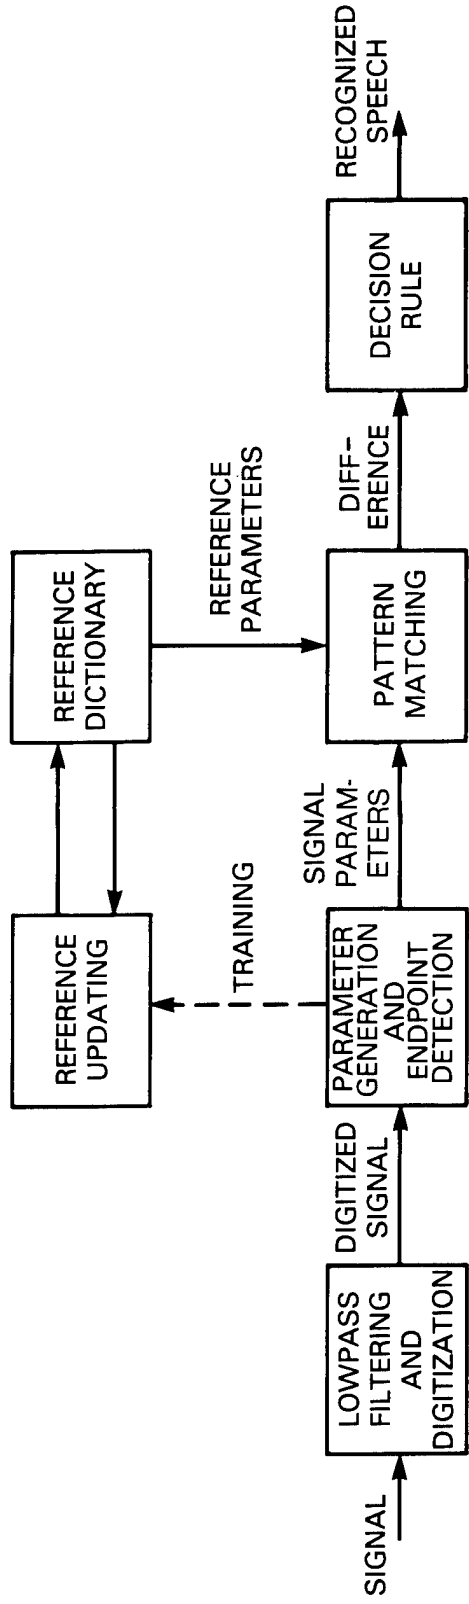 SIGNAL
LOWPASS
FILTERING
AND
DIGITIZATION
DIGITIZED
SIGNAL
PARAMETER
GENERATION
AND
ENDPOINT
DETECTION
TRAINING
REFERENCE
UPDATING
REFERENCE
DICTIONARY
REFERENCE
PARAMETERS
SIGNAL
PARAM-
ETERS
PATTERN
MATCHING
DIFF-
ERENCE
DECISION
RULE
RECOGNIZED
SPEECH